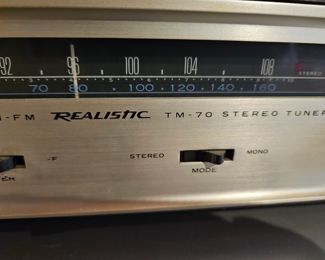 92 96 100 104 108 STEREO
70 80 100 120 140 160
-FM REALISTIC TM-70 STEREO TUNER
-F STEREO MONO
MODE